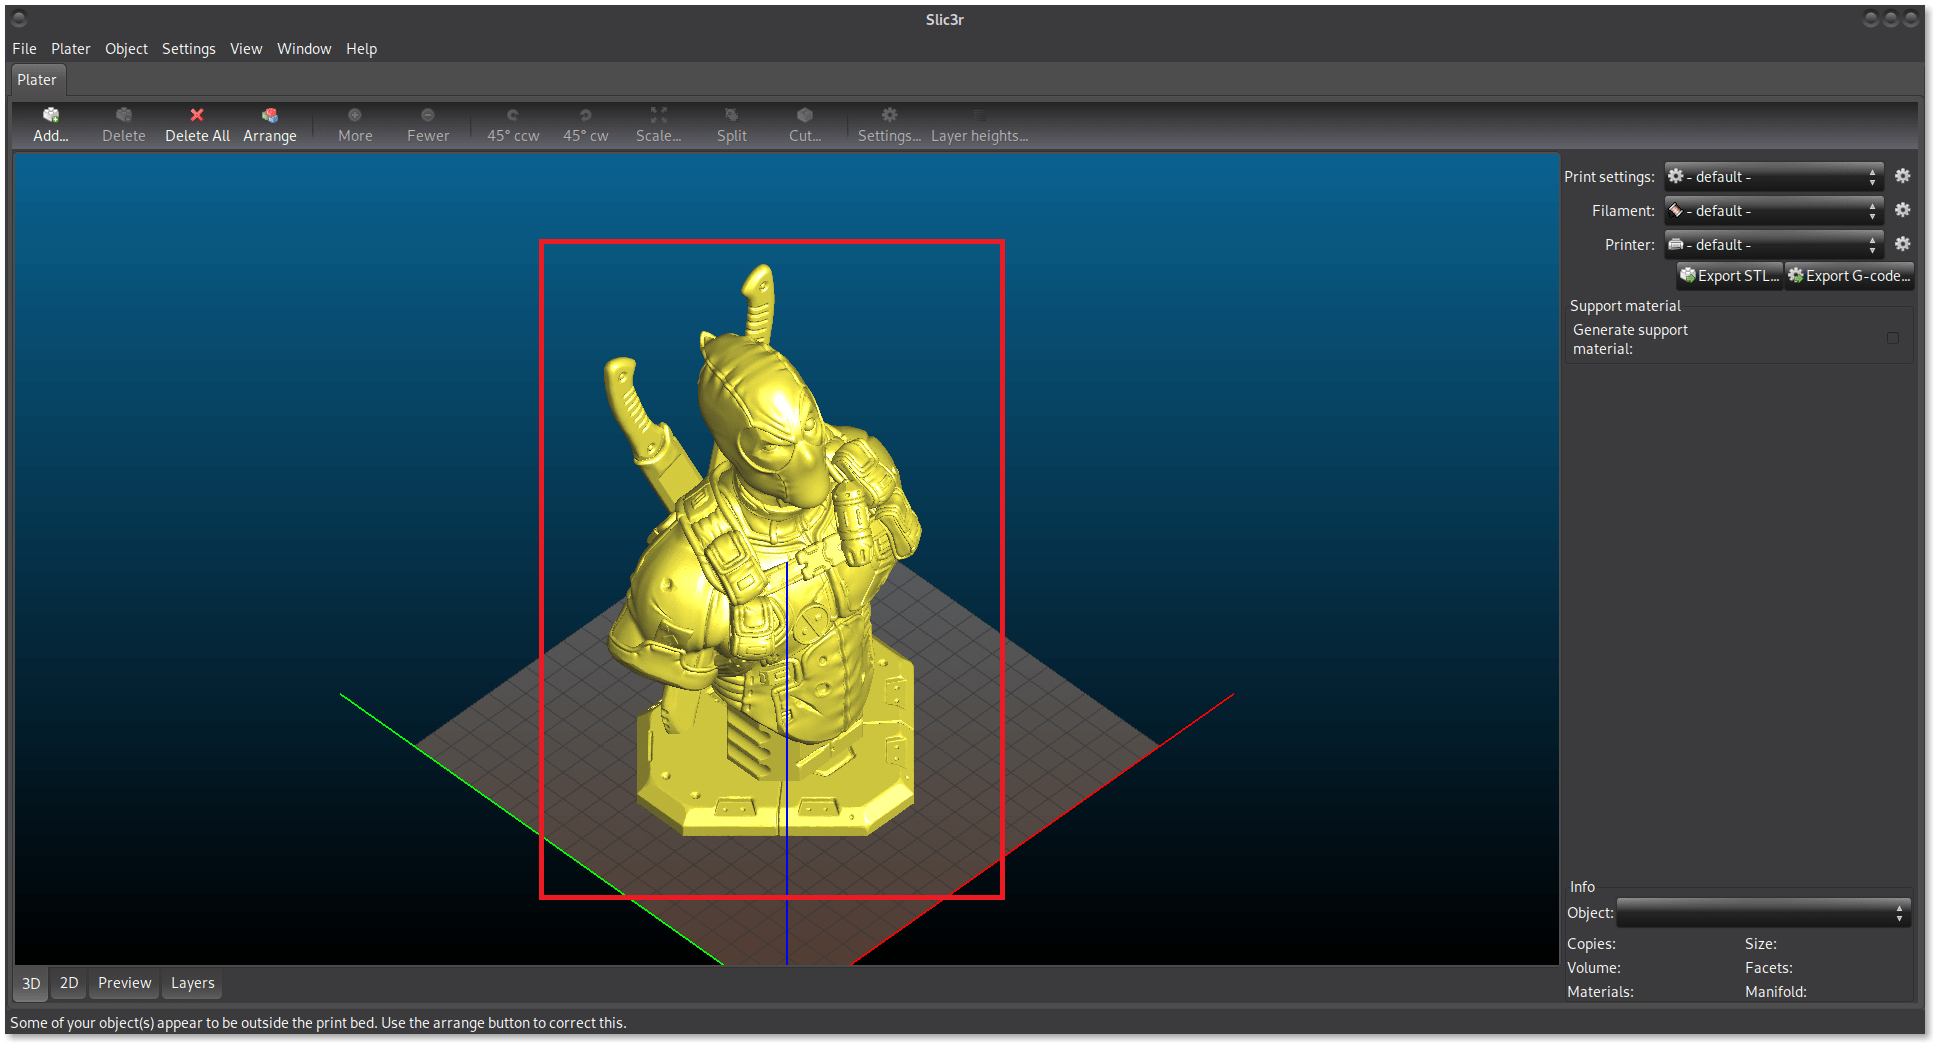 Slic3r
File Plater Object Settings View Window Help
Plater
Add... Delete Delete All Arrange More Fewer 45° ccw 45° cw Scale... Split Cut... Settings... Layer heights...
Print settings: - default -
Filament: - default -
Printer: - default -
Export STL... Export G-code...
Support material
Generate support
material:
Info
Object:
Copies: Size:
Volume: Facets:
Materials: Manifold:
3D 2D Preview Layers
Some of your object(s) appear to be outside the print bed. Use the arrange button to correct this.